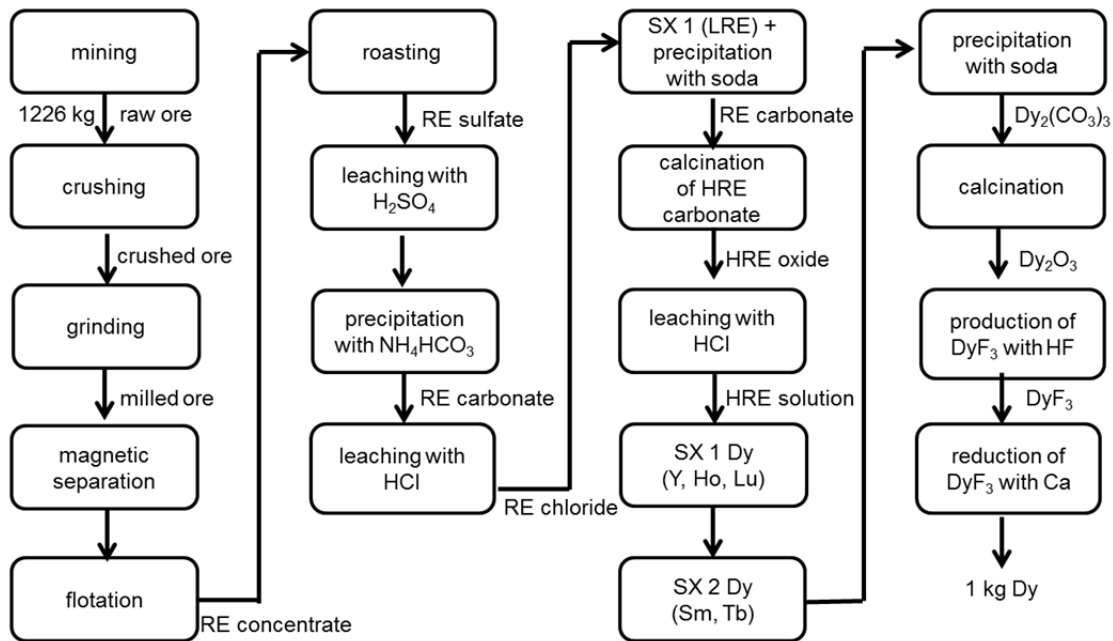 mining
1226 kg raw ore
crushing
crushed ore
grinding
milled ore
magnetic
separation
flotation
RE concentrate
roasting
RE sulfate
leaching with
H₂SO₄
precipitation
with NH₄HCO₃
RE carbonate
leaching with
HCl
RE chloride
SX 1 (LRE) +
precipitation
with soda
RE carbonate
calcination
of HRE
carbonate
HRE oxide
leaching with
HCl
HRE solution
SX 1 Dy
(Y, Ho, Lu)
SX 2 Dy
(Sm, Tb)
precipitation
with soda
Dy₂(CO₃)₃
calcination
Dy₂O₃
production of
DyF₃ with HF
DyF₃
reduction of
DyF₃ with Ca
1 kg Dy